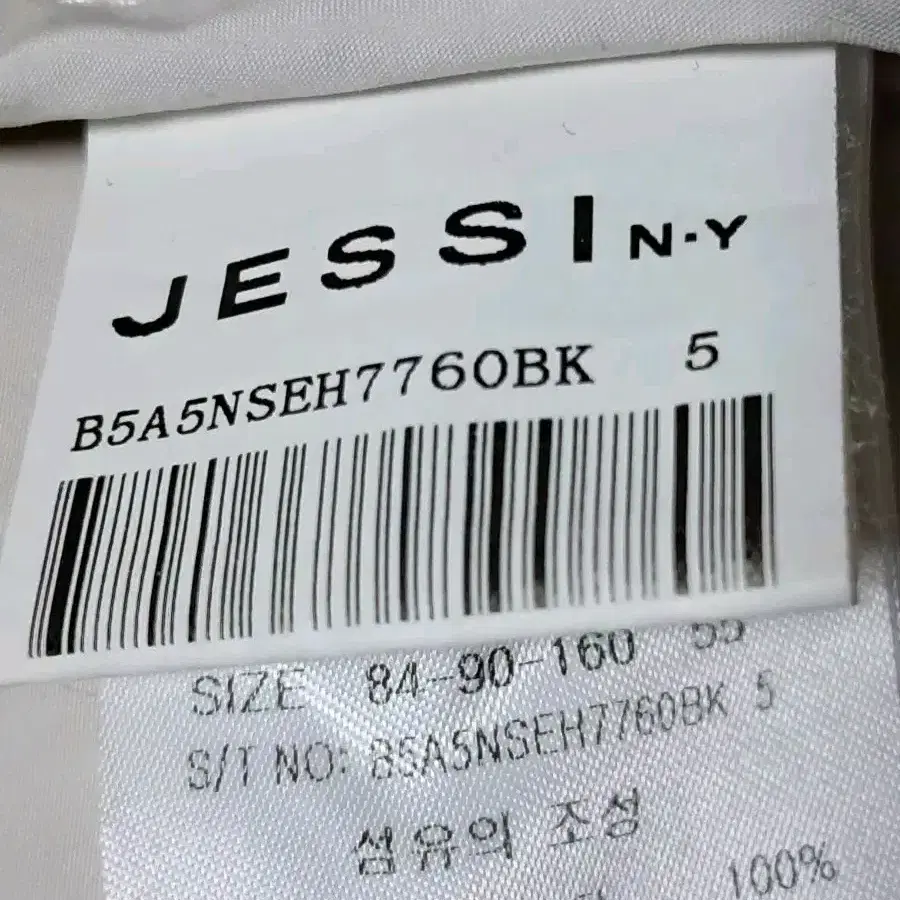 JESSI N·Y
B5A5NSEH7760BK 5
SIZE 84-90-160 55
S/T NO: B5A5NSEH7760BK 5
섬유의 조성
100%